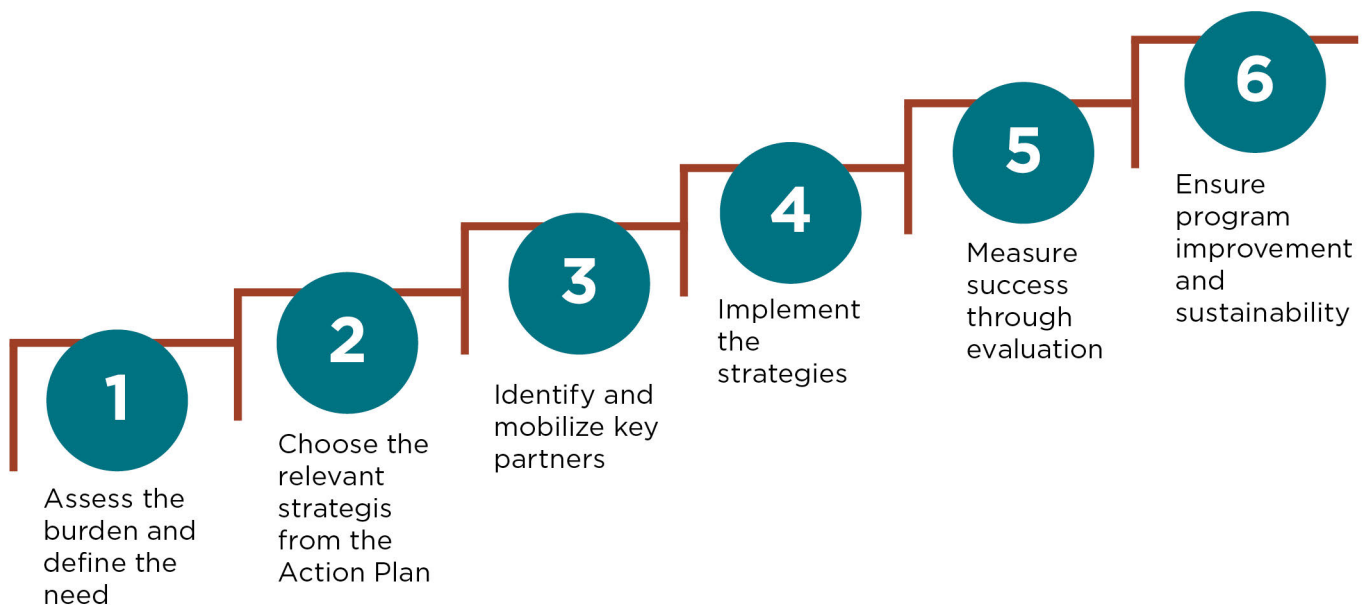 1
Assess the
burden and
define the
need
2
Choose the
relevant
strategis
from the
Action Plan
3
Identify and
mobilize key
partners
4
Implement
the
strategies
5
Measure
success
through
evaluation
6
Ensure
program
improvement
and
sustainability